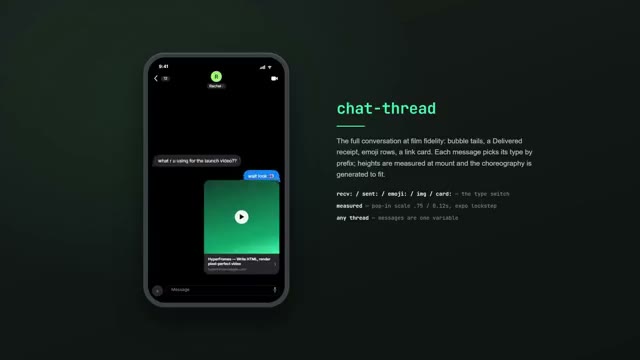 9:41
12
R
Rachel
what r u using for the launch video??
wait look
HyperFrames — Write HTML, render
pixel-perfect video
Message
chat-thread
The full conversation at film fidelity: bubble tails, a Delivered
receipt, emoji rows, a link card. Each message picks its type by
prefix; heights are measured at mount and the choreography is
generated to fit.
recv: / sent: / emoji: / img / card: — the type switch
measured — pop-in scale .75 / 0.12s, expo lockstep
any thread — messages are one variable